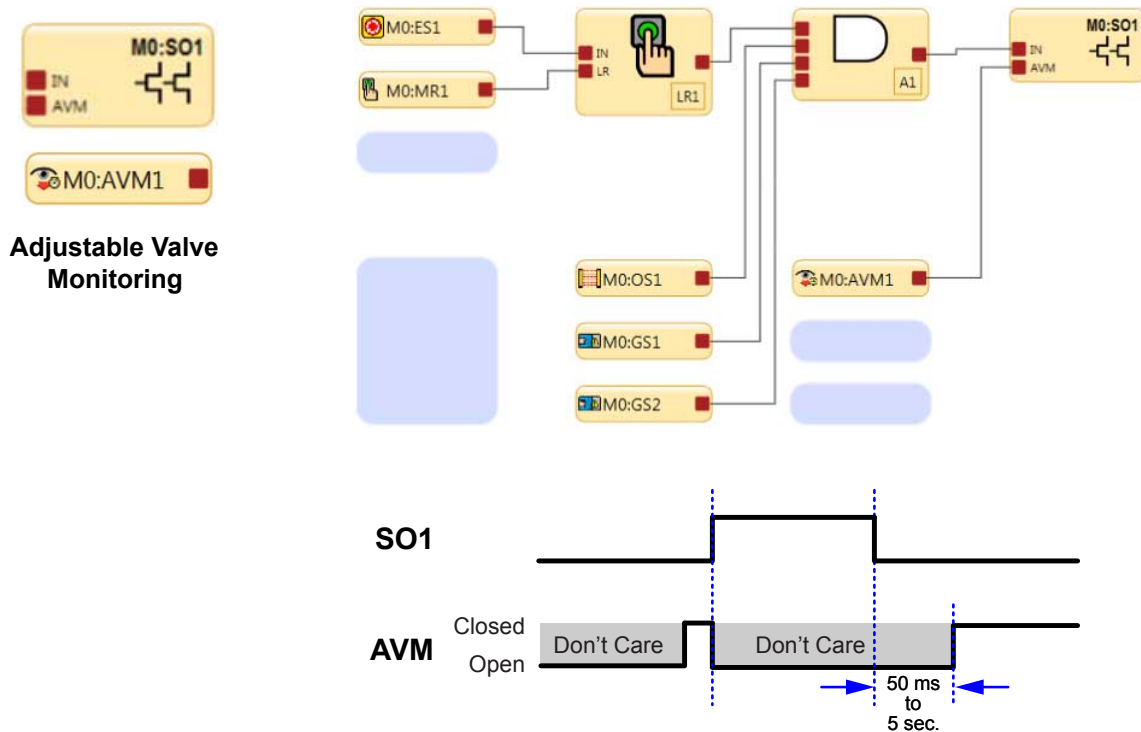 M0:SO1
IN
AVM
M0:AVM1
Adjustable Valve
Monitoring
M0:ES1
M0:MR1
IN
LR
LR1
A1
M0:SO1
IN
AVM
M0:OS1
M0:GS1
M0:GS2
M0:AVM1
SO1
AVM
Closed
Open
Don’t Care
Don’t Care
50 ms
to
5 sec.